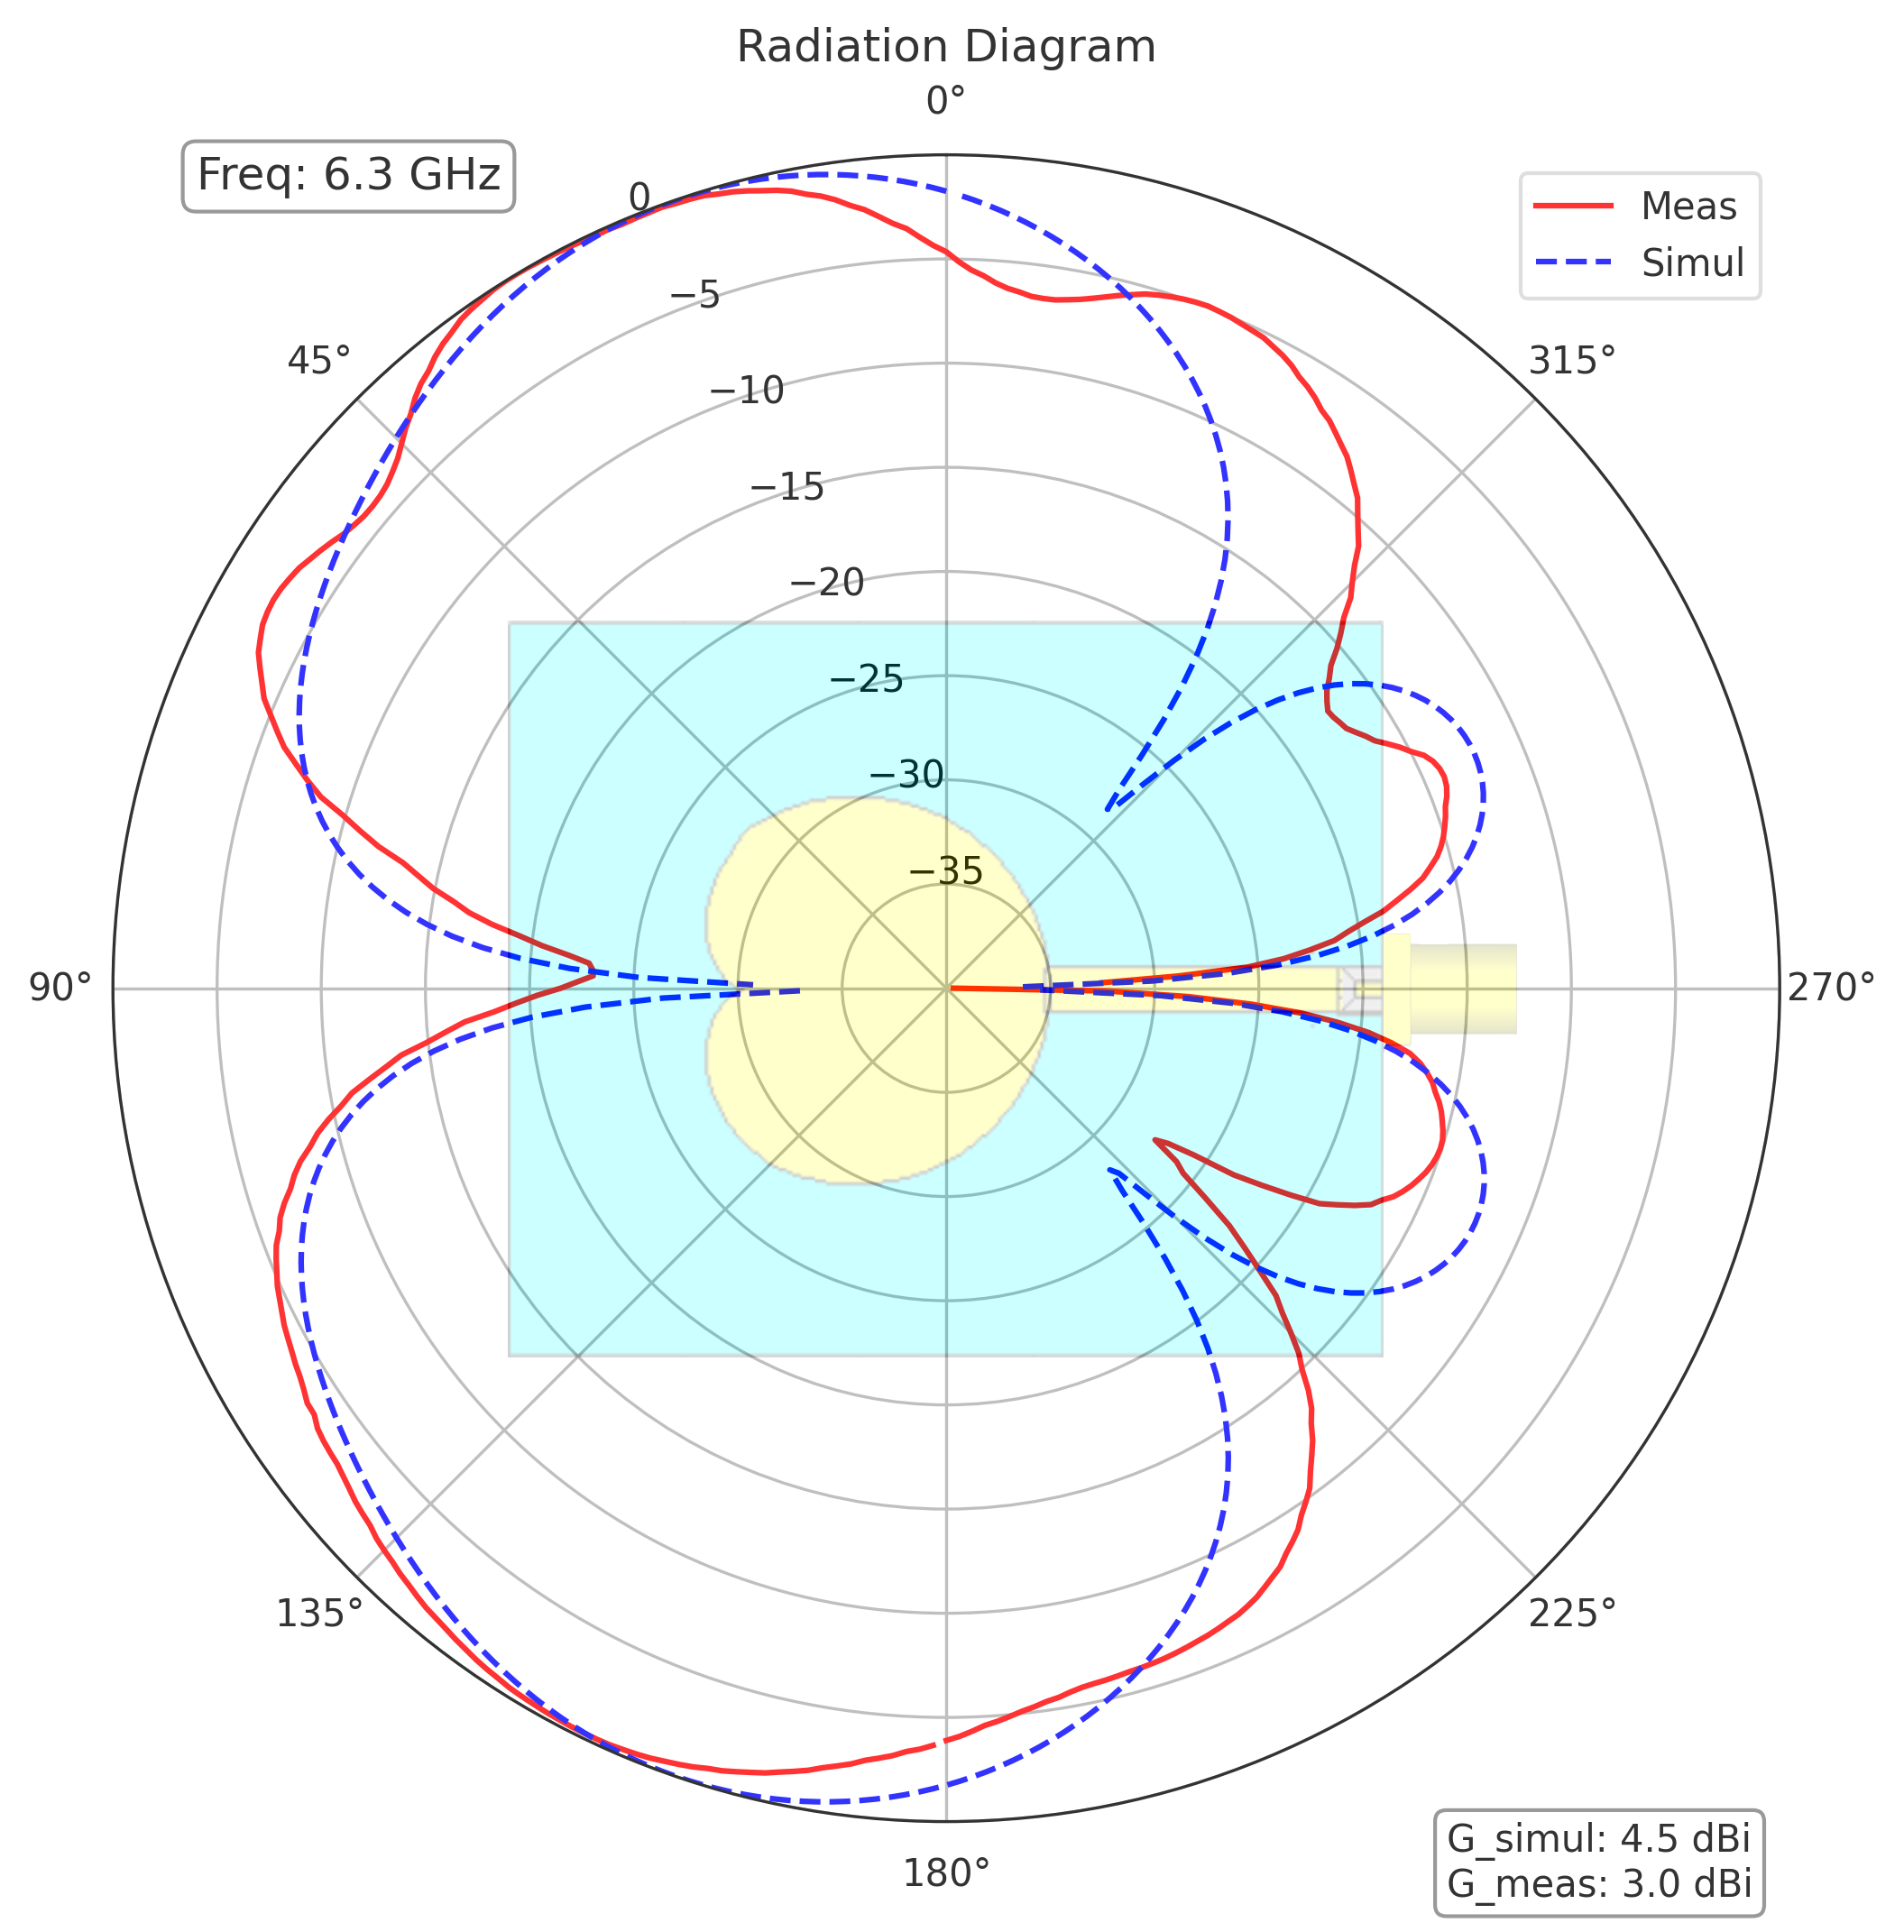 Radiation Diagram
0°
Freq: 6.3 GHz
Meas
Simul
0
−5
−10
−15
−20
−25
−30
−35
45°
315°
90°
270°
135°
225°
180°
G_simul: 4.5 dBi
G_meas: 3.0 dBi